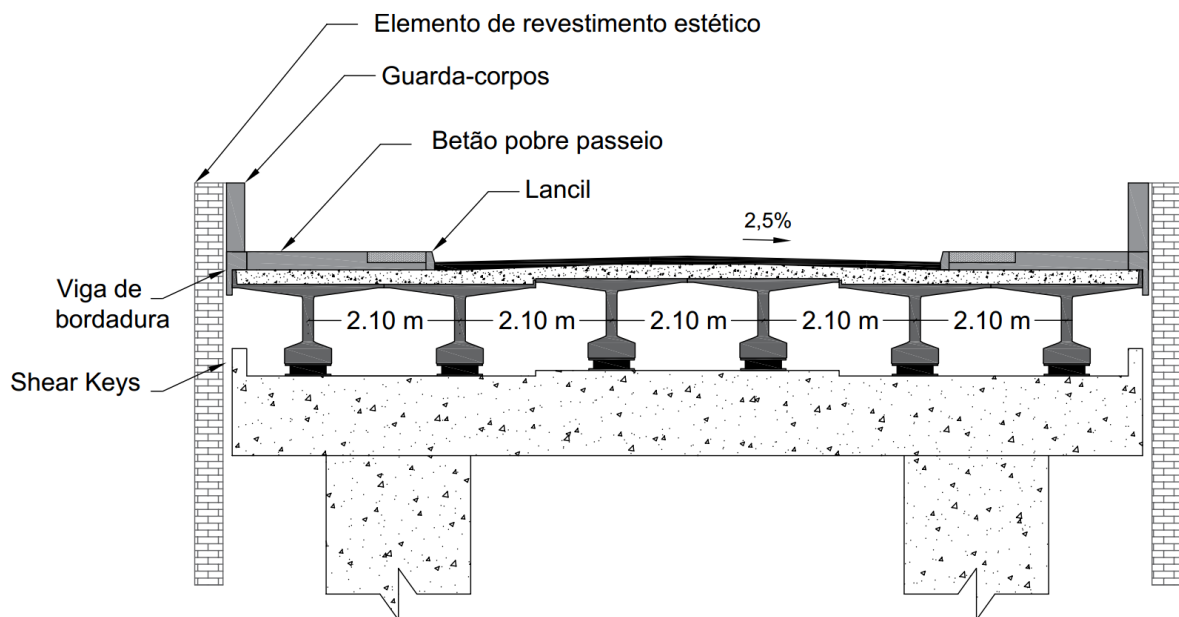 Elemento de revestimento estético
Guarda-corpos
Betão pobre passeio
Lancil
2,5%
Viga de
bordadura
2.10 m
2.10 m
2.10 m
2.10 m
2.10 m
Shear Keys